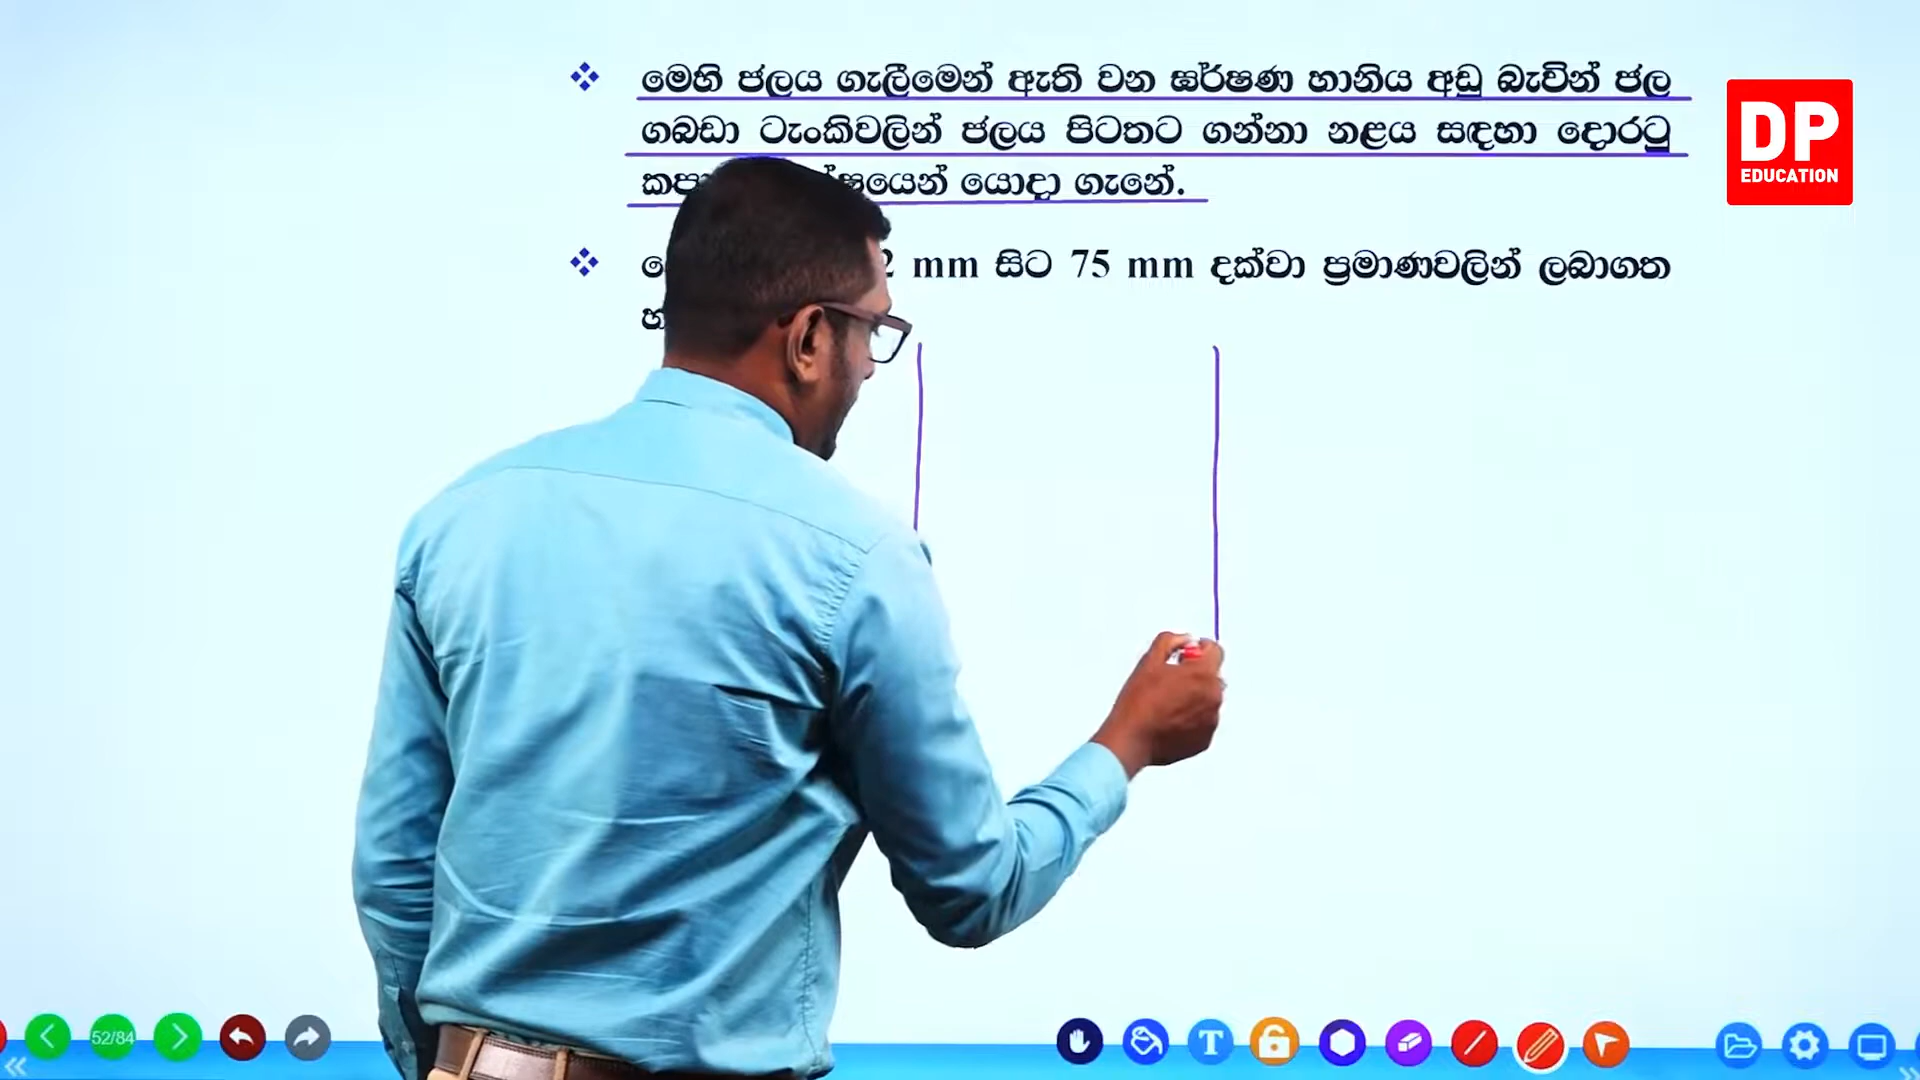 මෙහි ජලය ගැලීමෙන් ඇති වන ඝර්ෂණ හානිය අඩු බැවින් ජල
ගබඩා ටැංකිවලින් ජලය පිටතට ගන්නා නළය සඳහා දොරටු
යොදා ගැනේ.
mm සිට 75 mm දක්වා ප්‍රමාණවලින් ලබාගත
DP
EDUCATION
52/84
T